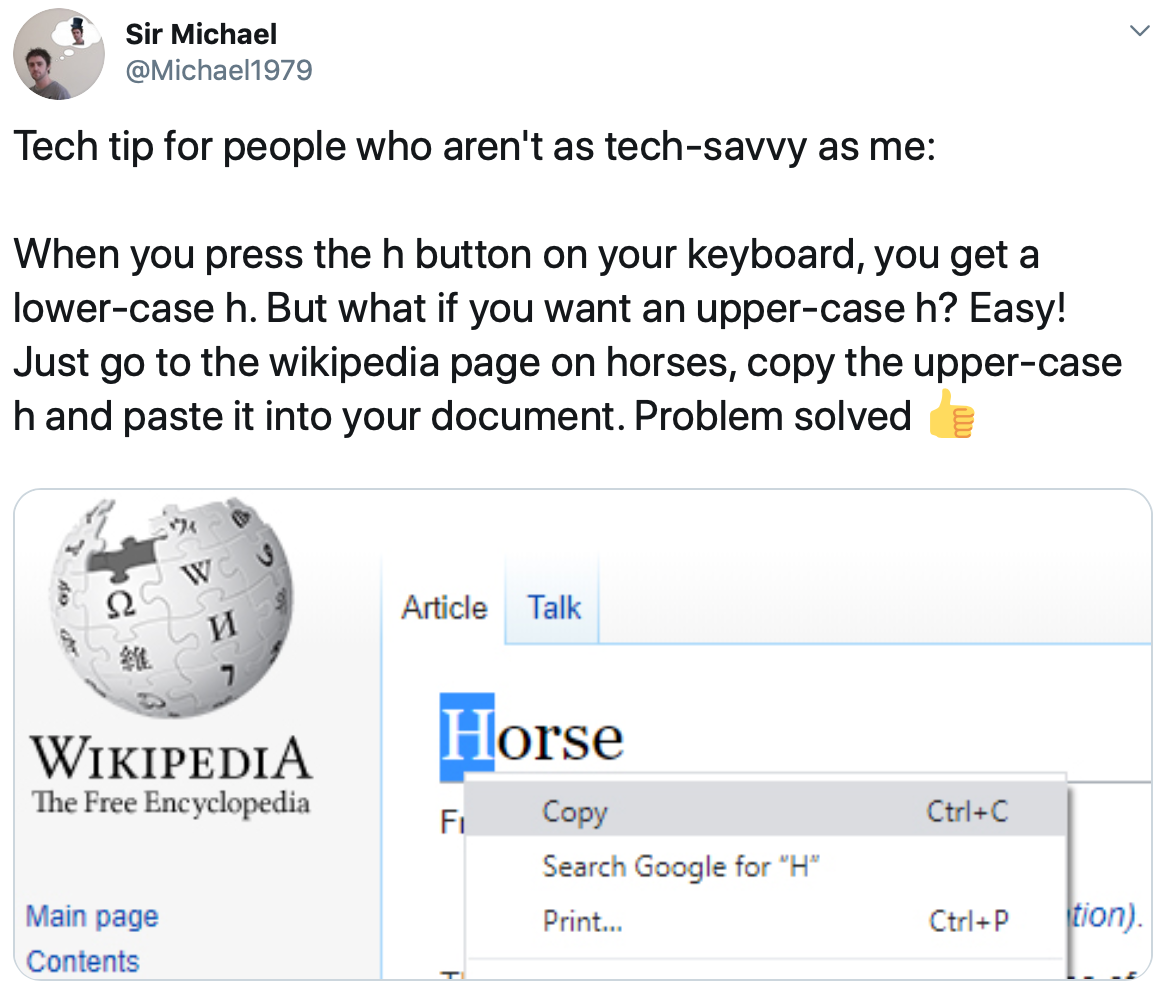 Sir Michael
@Michael1979
Tech tip for people who aren't as tech-savvy as me:
When you press the h button on your keyboard, you get a
lower-case h. But what if you want an upper-case h? Easy!
Just go to the wikipedia page on horses, copy the upper-case
h and paste it into your document. Problem solved 👍
Article Talk
Horse
WIKIPEDIA
The Free Encyclopedia
Copy Ctrl+C
Search Google for “H”
Print... Ctrl+P
tion).
Main page
Contents